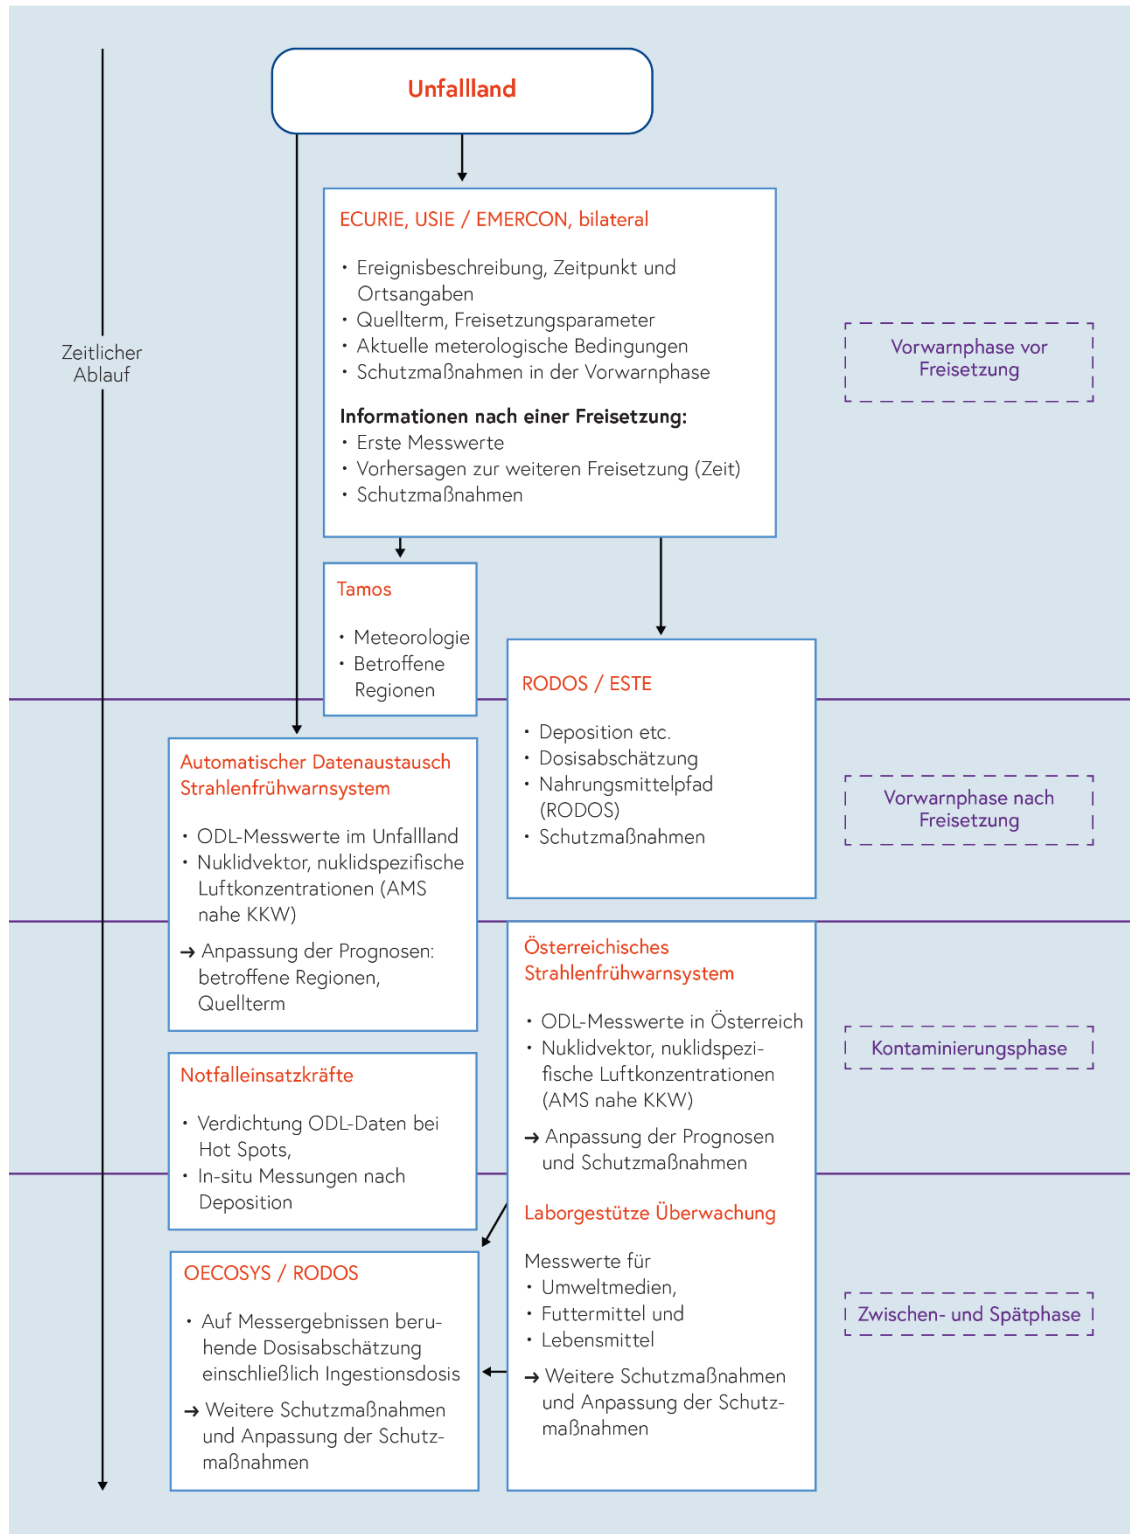 Unfallland
ECURIE, USIE / EMERCON, bilateral
• Ereignisbeschreibung, Zeitpunkt und
Ortsangaben
• Quellterm, Freisetzungsparameter
• Aktuelle meterologische Bedingungen
• Schutzmaßnahmen in der Vorwarnphase
Informationen nach einer Freisetzung:
• Erste Messwerte
• Vorhersagen zur weiteren Freisetzung (Zeit)
• Schutzmaßnahmen
Zeitlicher
Ablauf
Vorwarnphase vor
Freisetzung
Tamos
• Meteorologie
• Betroffene
Regionen
RODOS / ESTE
• Deposition etc.
• Dosisabschätzung
• Nahrungsmittelpfad
(RODOS)
• Schutzmaßnahmen
Automatischer Datenaustausch
Strahlenfrühwarnsystem
• ODL-Messwerte im Unfallland
• Nuklidvektor, nuklidspezifische
Luftkonzentrationen (AMS
nahe KKW)
→ Anpassung der Prognosen:
betroffene Regionen,
Quellterm
Vorwarnphase nach
Freisetzung
Österreichisches
Strahlenfrühwarnsystem
• ODL-Messwerte in Österreich
• Nuklidvektor, nuklidspezi-
fische Luftkonzentrationen
(AMS nahe KKW)
→ Anpassung der Prognosen
und Schutzmaßnahmen
Kontaminierungsphase
Notfalleinsatzkräfte
• Verdichtung ODL-Daten bei
Hot Spots,
• In-situ Messungen nach
Deposition
Laborgestütze Überwachung
Messwerte für
• Umweltmedien,
• Futtermittel und
• Lebensmittel
→ Weitere Schutzmaßnahmen
und Anpassung der Schutz-
maßnahmen
OECOSYS / RODOS
• Auf Messergebnissen beru-
hende Dosisabschätzung
einschließlich Ingestionsdosis
→ Weitere Schutzmaßnahmen
und Anpassung der Schutz-
maßnahmen
Zwischen- und Spätphase